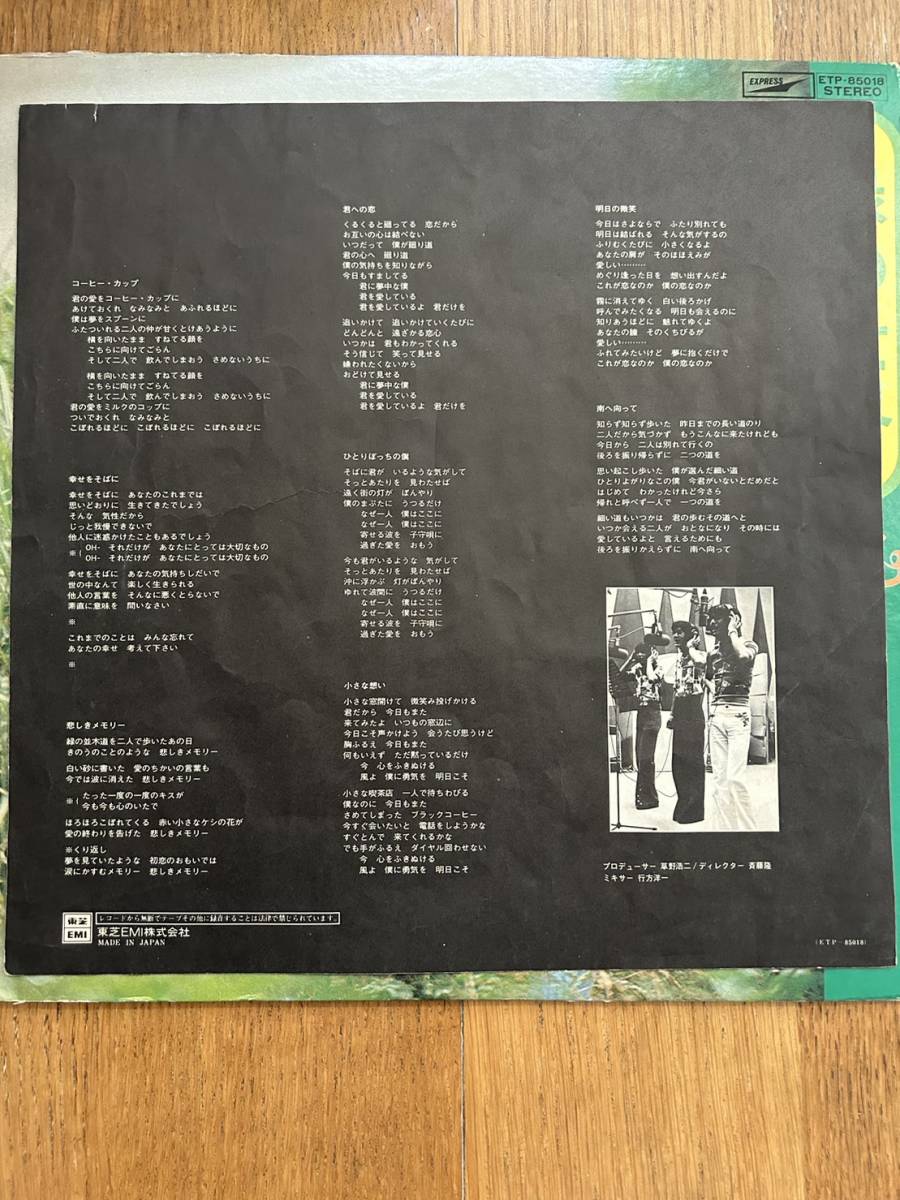 EXPRESS
ETP-85018
STEREO
コーヒー・カップ
君の愛をコーヒー・カップに
あけておくれ なみなみと あふれるほどに
僕は夢をスプーンに
ふたついれる二人の仲が甘くとけあうように
横を向いたまま すねてる顔を
こちらに向けてごらん
そして二人で 飲んでしまおう さめないうちに
横を向いたまま すねてる顔を
こちらに向けてごらん
そして二人で 飲んでしまおう さめないうちに
君の愛をミルクのコップに
ついでおくれ なみなみと
こぼれるほどに こぼれるほどに こぼれるほどに
幸せをそばに
幸せをそばに あなたのこれまでは
思いどおりに 生きてきたでしょう
そんな 気性だから
じっと我慢できないで
他人に迷惑かけたこともあるでしょう
※( OH- それだけが あなたにとっては大切なもの
OH- それだけが あなたにとっては大切なもの
幸せをそばに あなたの気持ちしだいで
世の中なんて 楽しく生きられる
他人の言葉を そんなに悪くとらないで
素直に意味を 問いなさい
※
これまでのことは みんな忘れて
あなたの幸せ 考えて下さい
※
悲しきメモリー
緑の並木道を二人で歩いたあの日
きのうのことのような 悲しきメモリー
白い砂に書いた 愛のちかいの言葉も
今では波に消えた 悲しきメモリー
※( たった一度の一度のキスが
今も今も心のいたで
ほろほろこぼれてくる 赤い小さなケシの花が
愛の終わりを告げた 悲しきメモリー
※くり返し
夢を見ていたような 初恋のおもいでは
涙にかすむメモリー 悲しきメモリー
君への恋
くるくると廻ってる 恋だから
お互いの心は結べない
いつだって 僕が廻り道
君の心へ 廻り道
僕の気持ちを知りながら
今日もすましてる
君に夢中な僕
君を愛している
君を愛しているよ 君だけを
追いかけて 追いかけていくたびに
どんどんと 遠ざかる恋心
いつかは 君もわかってくれる
そう信じて 笑って見せる
嫌われたくないから
おどけて見せる
君に夢中な僕
君を愛している
君を愛しているよ 君だけを
ひとりぼっちの僕
そばに君が いるような気がして
そっとあたりを 見わたせば
遠く街の灯が ぼんやり
僕のまぶたに うつるだけ
なぜ一人 僕はここに
なぜ一人 僕はここに
寄せる波を 子守唄に
過ぎた愛を おもう
今も君がいるような 気がして
そっとあたりを 見わたせば
沖に浮かぶ 灯がぼんやり
ゆれて波間に うつるだけ
なぜ一人 僕はここに
なぜ一人 僕はここに
寄せる波を 子守唄に
過ぎた愛を おもう
小さな想い
小さな窓開けて 微笑み投げかける
君だから 今日もまた
来てみたよ いつもの窓辺に
今日こそ声かけよう 会うたび思うけど
胸ふるえ 今日もまた
何もいえず ただ黙っているだけ
今 心をふきぬける
風よ 僕に勇気を 明日こそ
小さな喫茶店 一人で待ちわびる
僕なのに 今日もまた
さめてしまった ブラックコーヒー
今すぐ会いたいと 電話をしようかな
すぐとんで 来てくれるかな
でも手がふるえ ダイヤル回わせない
今 心をふきぬける
風よ 僕に勇気を 明日こそ
明日の微笑
今日はさよならで ふたり別れても
明日は結ばれる そんな気がするの
ふりむくたびに 小さくなるよ
あなたの肩が そのほほえみが
愛しい………
めぐり逢った日を 想い出すんだよ
これが恋なのか 僕の恋なのか
霧に消えてゆく 白い後ろかげ
呼んでみたくなる 明日も会えるのに
知りあうほどに 魅れてゆくよ
あなたの瞳 そのくちびるが
愛しい………
ふれてみたいけど 夢に抱くだけで
これが恋なのか 僕の恋なのか
南へ向って
知らず知らず歩いた 昨日までの長い道のり
二人だから気づかず もうこんなに来たけれども
今日から 二人は別れて行くの
後ろを振り帰らずに 二つの道を
思い起こし歩いた 僕が選んだ細い道
ひとりよがりなこの僕 今君がいないとだめだと
はじめて わかったけれど今さら
帰れと呼べず一人で 一つの道を
細い道もいつかは 君の歩むその道へと
いつか会える二人が おとなになり その時には
愛しているよと 言えるためにも
後ろを振りかえらずに 南へ向って
プロデューサー 草野浩二/ディレクター 斉藤隆
ミキサー 行方洋一
東芝
EMI
レコードから無断でテープその他に録音することは法律で禁じられています。
東芝EMI株式会社
MADE IN JAPAN
(ETP-85018)